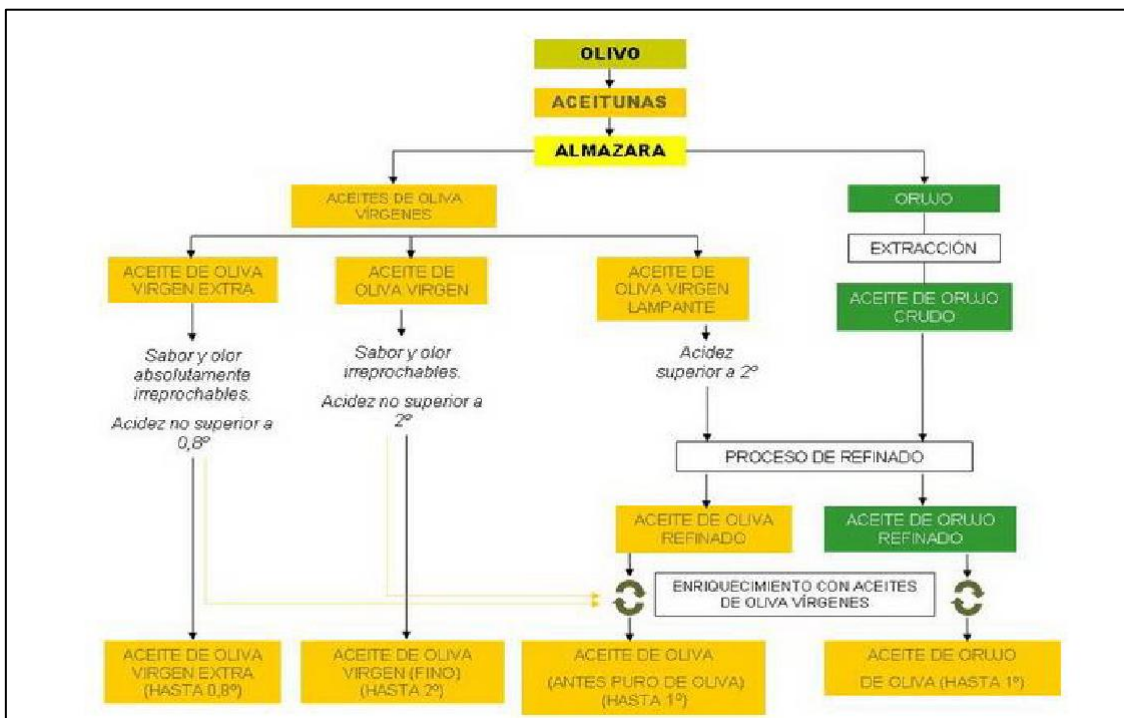 OLIVO
ACEITUNAS
ALMAZARA
ACEITES DE OLIVA
VÍRGENES
ORUJO
EXTRACCIÓN
ACEITE DE OLIVA
VIRGEN EXTRA
ACEITE DE
OLIVA VIRGEN
ACEITE DE
OLIVA VIRGEN
LAMPANTE
ACEITE DE ORUJO
CRUDO
Sabor y olor
absolutamente
irreprochables.
Acidez no superior a
0,8º
Sabor y olor
irreprochables.
Acidez no superior a
2º
Acidez
superior a 2º
PROCESO DE REFINADO
ACEITE DE OLIVA
REFINADO
ACEITE DE ORUJO
REFINADO
ENRIQUECIMIENTO CON ACEITES
DE OLIVA VÍRGENES
ACEITE DE OLIVA
VIRGEN EXTRA
(HASTA 0,8º)
ACEITE DE OLIVA
VIRGEN (FINO)
(HASTA 2º)
ACEITE DE OLIVA
(ANTES PURO DE OLIVA)
(HASTA 1º)
ACEITE DE ORUJO
DE OLIVA (HASTA 1º)